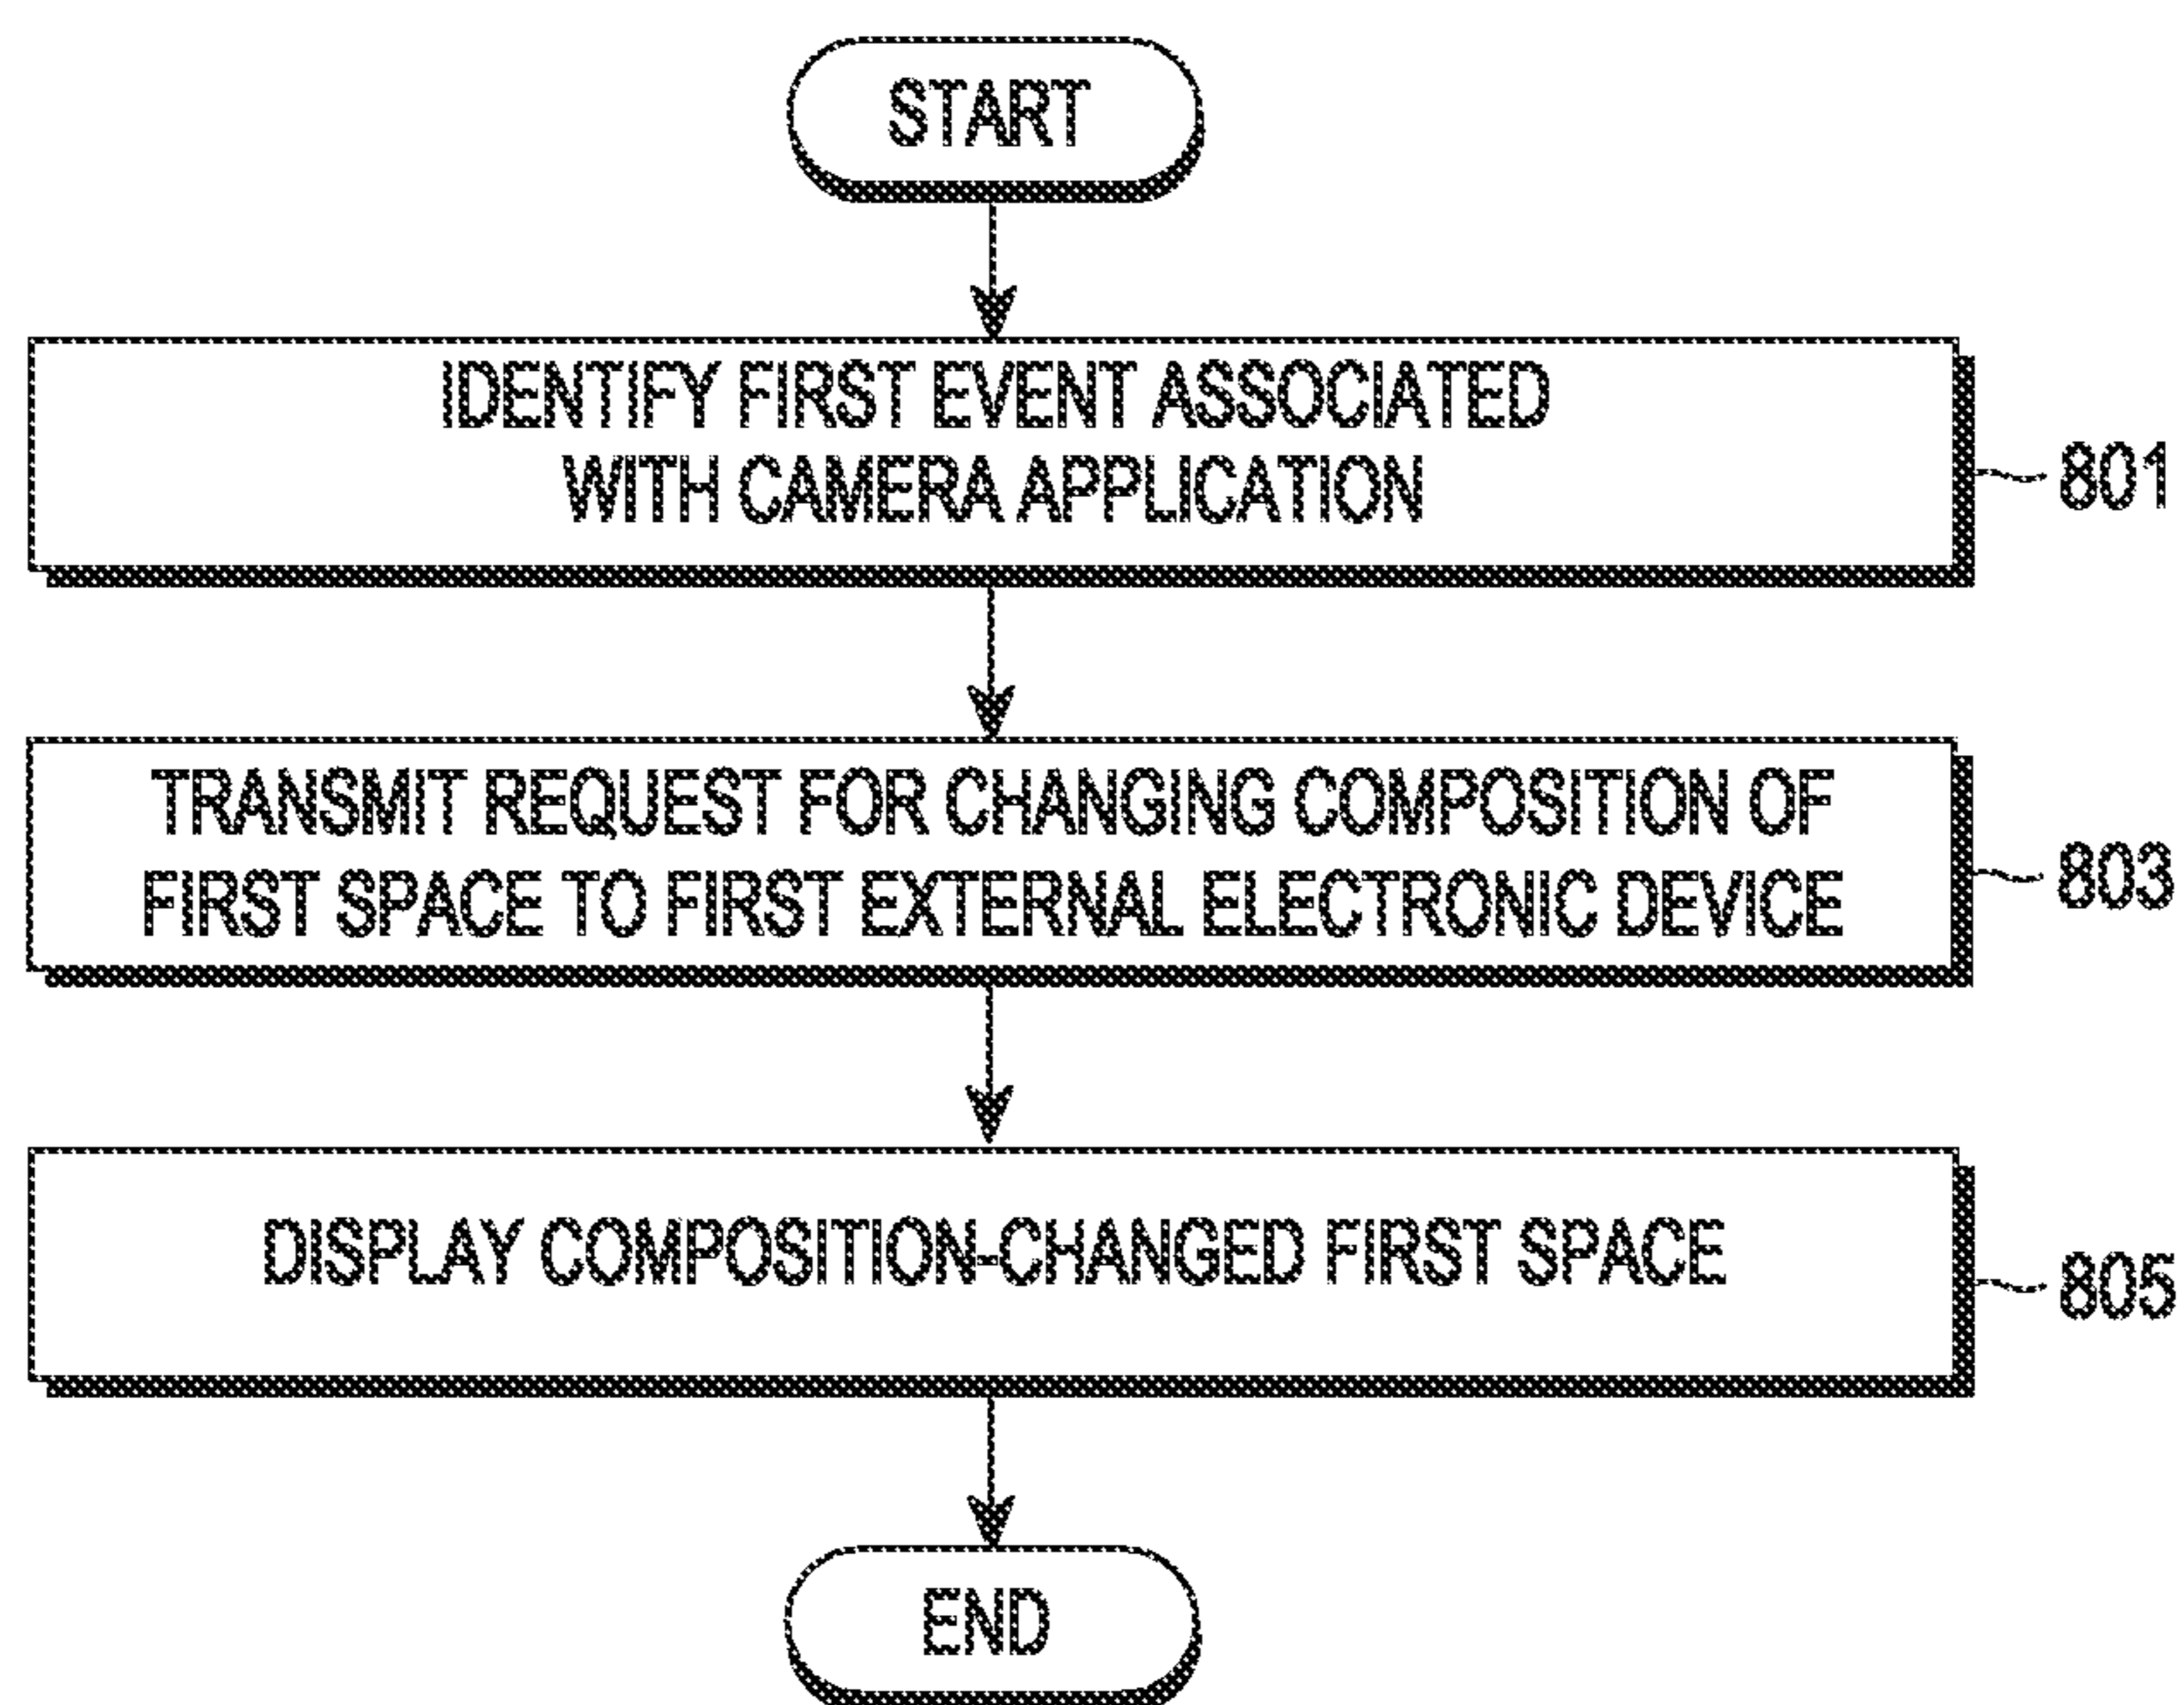 START
IDENTIFY FIRST EVENT ASSOCIATED
WITH CAMERA APPLICATION
801
TRANSMIT REQUEST FOR CHANGING COMPOSITION OF
FIRST SPACE TO FIRST EXTERNAL ELECTRONIC DEVICE
803
DISPLAY COMPOSITION-CHANGED FIRST SPACE
805
END